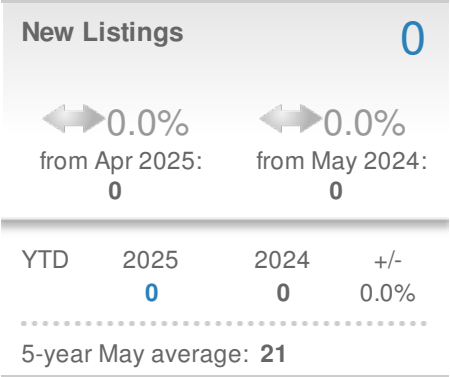 New Listings 0
0.0% 0.0%
from Apr 2025: from May 2024:
0 0
YTD 2025 2024 +/-
0 0 0.0%
5-year May average: 21